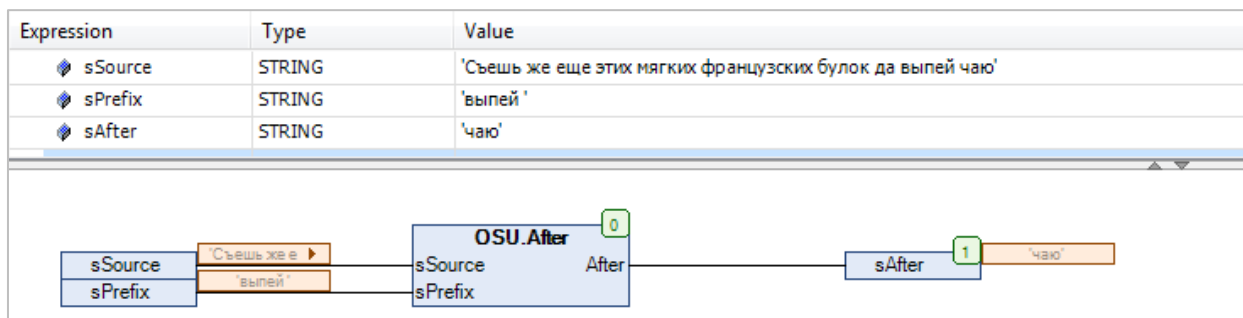 Expression Type Value
sSource STRING 'Съешь же еще этих мягких французских булок да выпей чаю'
sPrefix STRING 'выпей '
sAfter STRING 'чаю'
0
OSU.After
'Съешь же е
sSource sSource After sAfter 1 'чаю'
'выпей '
sPrefix sPrefix